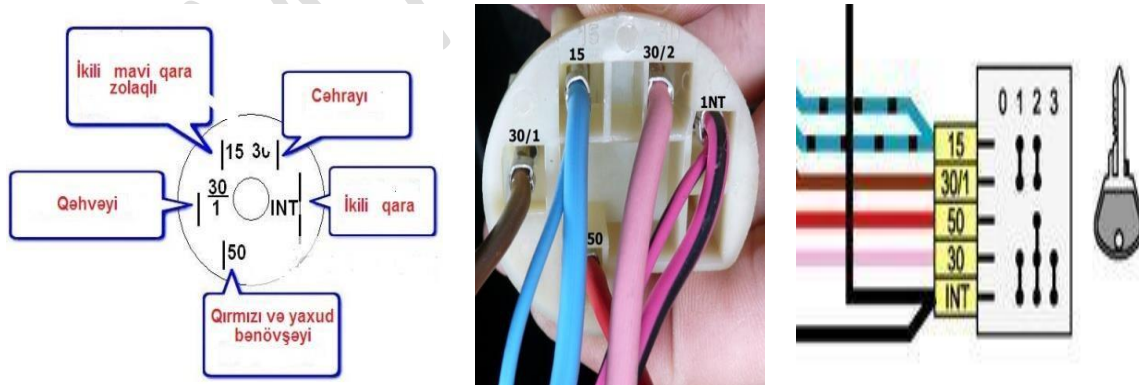 İkili mavi qara
zolaqlı
Cəhrayı
15 30
Qəhvəyi
30
1
INT
İkili qara
50
Qırmızı və yaxud
bənövşəyi
15
30/2
1NT
30/1
50
0 1 2 3
15
30/1
50
30
INT